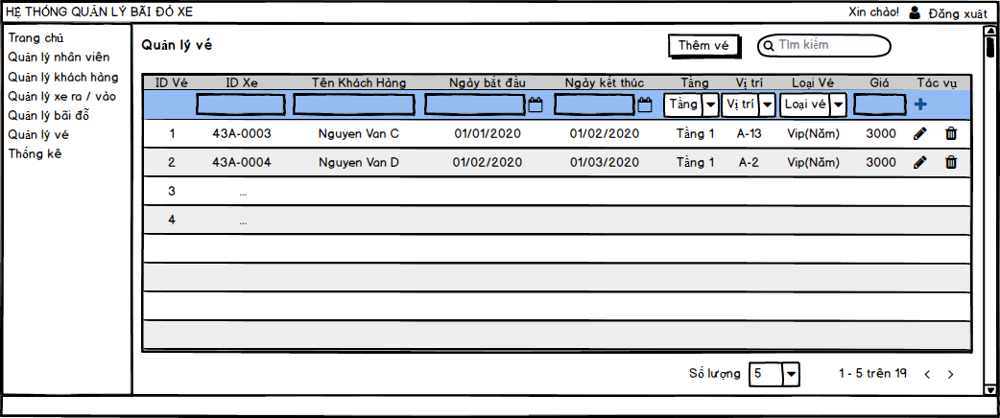 HỆ THỐNG QUẢN LÝ BÃI ĐỖ XE Xin chào! Đăng xuất
Trang chủ
Quản lý nhân viên
Quản lý khách hàng
Quản lý xe ra / vào
Quản lý bãi đỗ
Quản lý vé
Thống kê
Quản lý vé Thêm vé Tìm kiếm
ID Vé ID Xe Tên Khách Hàng Ngày bắt đầu Ngày kết thúc Tầng Vị trí Loại Vé Giá Tác vụ
Tầng Vị trí Loại vé
1 43A-0003 Nguyen Van C 01/01/2020 01/02/2020 Tầng 1 A-13 Vip(Năm) 3000
2 43A-0004 Nguyen Van D 01/02/2020 01/03/2020 Tầng 1 A-2 Vip(Năm) 3000
3 ...
4 ...
Số lượng 5 1 - 5 trên 19 < >